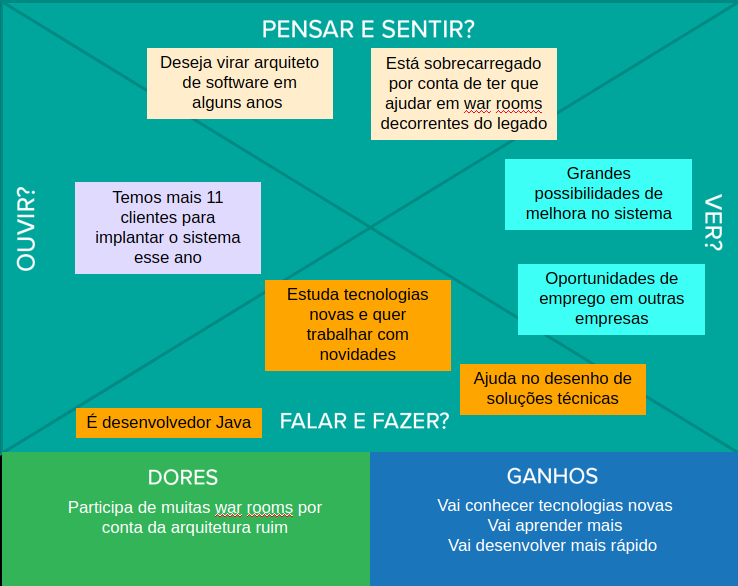 PENSAR E SENTIR?
Deseja virar arquiteto
de software em
alguns anos
Está sobrecarregado
por conta de ter que
ajudar em war rooms
decorrentes do legado
OUVIR?
Temos mais 11
clientes para
implantar o sistema
esse ano
Grandes
possibilidades de
melhora no sistema
VER?
Oportunidades de
emprego em outras
empresas
Estuda tecnologias
novas e quer
trabalhar com
novidades
Ajuda no desenho de
soluções técnicas
É desenvolvedor Java
FALAR E FAZER?
DORES
Participa de muitas war rooms por
conta da arquitetura ruim
GANHOS
Vai conhecer tecnologias novas
Vai aprender mais
Vai desenvolver mais rápido